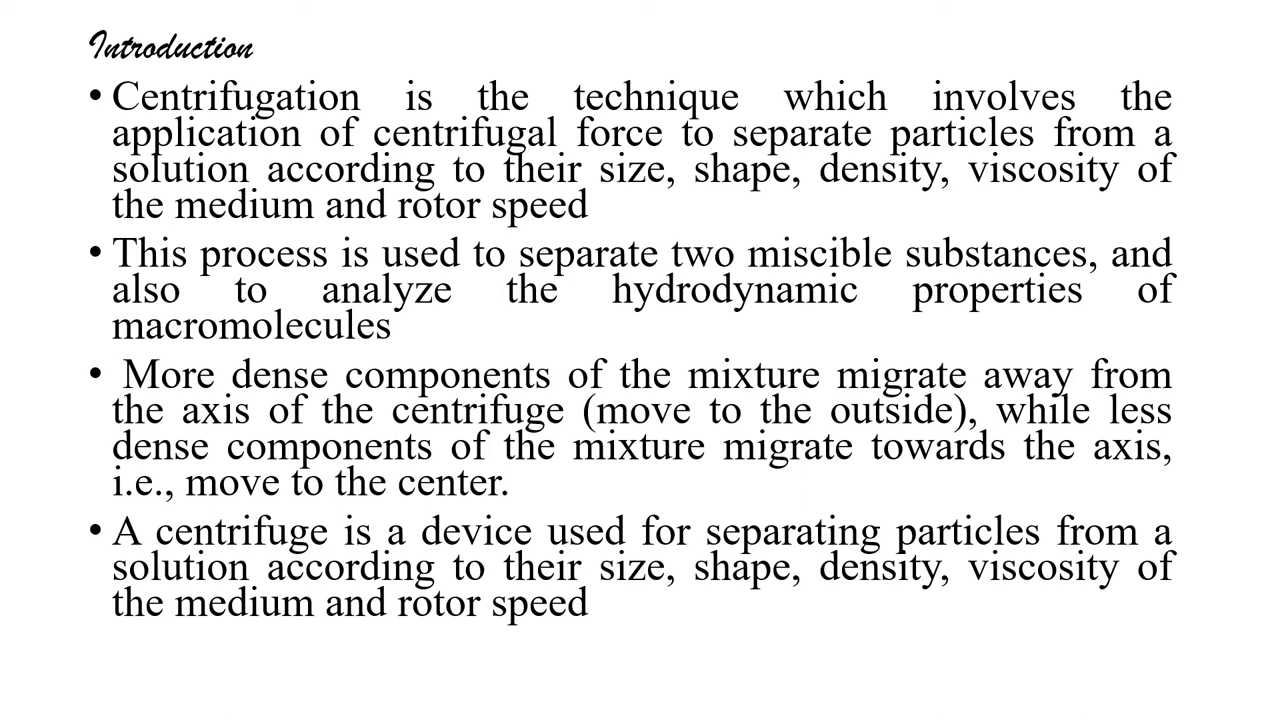 Introduction
• Centrifugation is the technique which involves the
application of centrifugal force to separate particles from a
solution according to their size, shape, density, viscosity of
the medium and rotor speed
• This process is used to separate two miscible substances, and
also to analyze the hydrodynamic properties of
macromolecules
• More dense components of the mixture migrate away from
the axis of the centrifuge (move to the outside), while less
dense components of the mixture migrate towards the axis,
i.e., move to the center.
• A centrifuge is a device used for separating particles from a
solution according to their size, shape, density, viscosity of
the medium and rotor speed